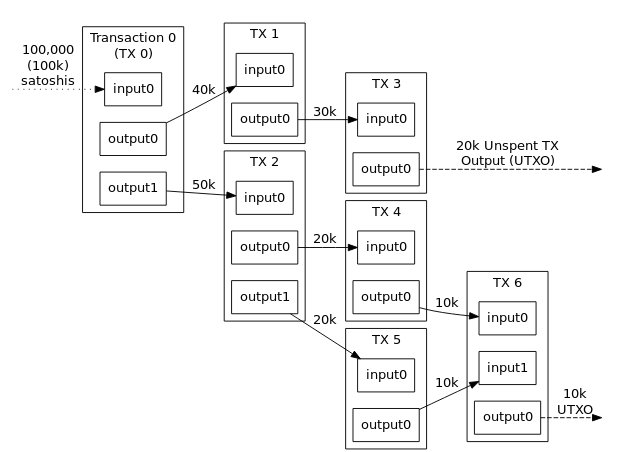 100,000
(100k)
satoshis
Transaction 0
(TX 0)
input0
output0
output1
40k
50k
TX 1
input0
output0
30k
TX 2
input0
output0
output1
20k
20k
TX 3
input0
output0
20k Unspent TX
Output (UTXO)
TX 4
input0
output0
10k
TX 5
input0
output0
10k
TX 6
input0
input1
output0
10k
UTXO